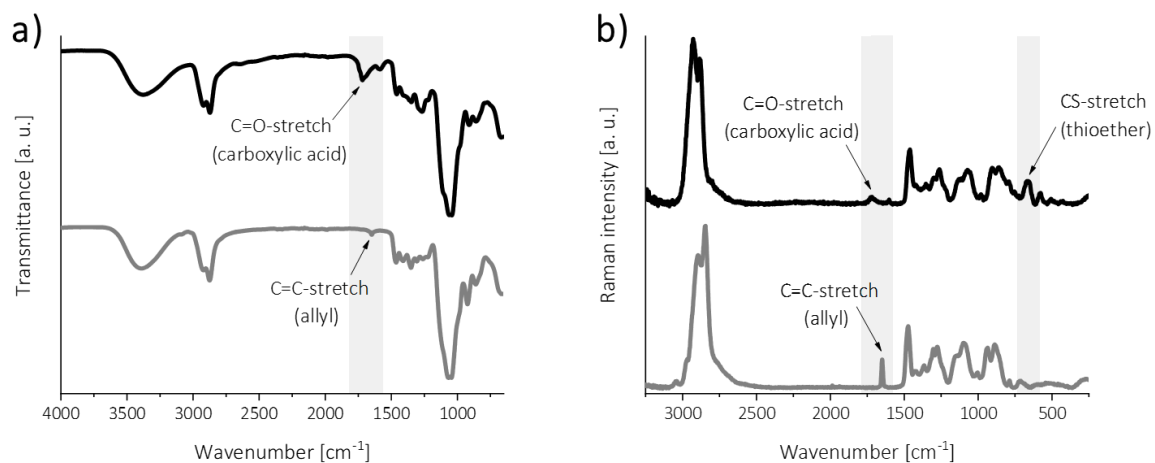 a)
Transmittance [a. u.]
C=O-stretch
(carboxylic acid)
C=C-stretch
(allyl)
4000 3500 3000 2500 2000 1500 1000
Wavenumber [cm⁻¹]
b)
Raman intensity [a. u.]
C=O-stretch
(carboxylic acid)
CS-stretch
(thioether)
C=C-stretch
(allyl)
3000 2500 2000 1500 1000 500
Wavenumber [cm⁻¹]